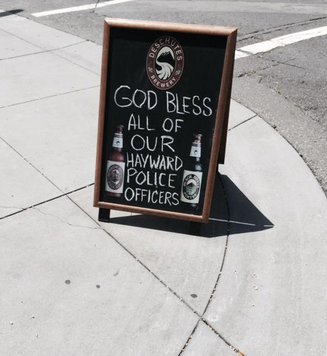 DESCHUTES
BREWERY
GOD BLESS
ALL OF
OUR
HAYWARD
POLICE
OFFICERS